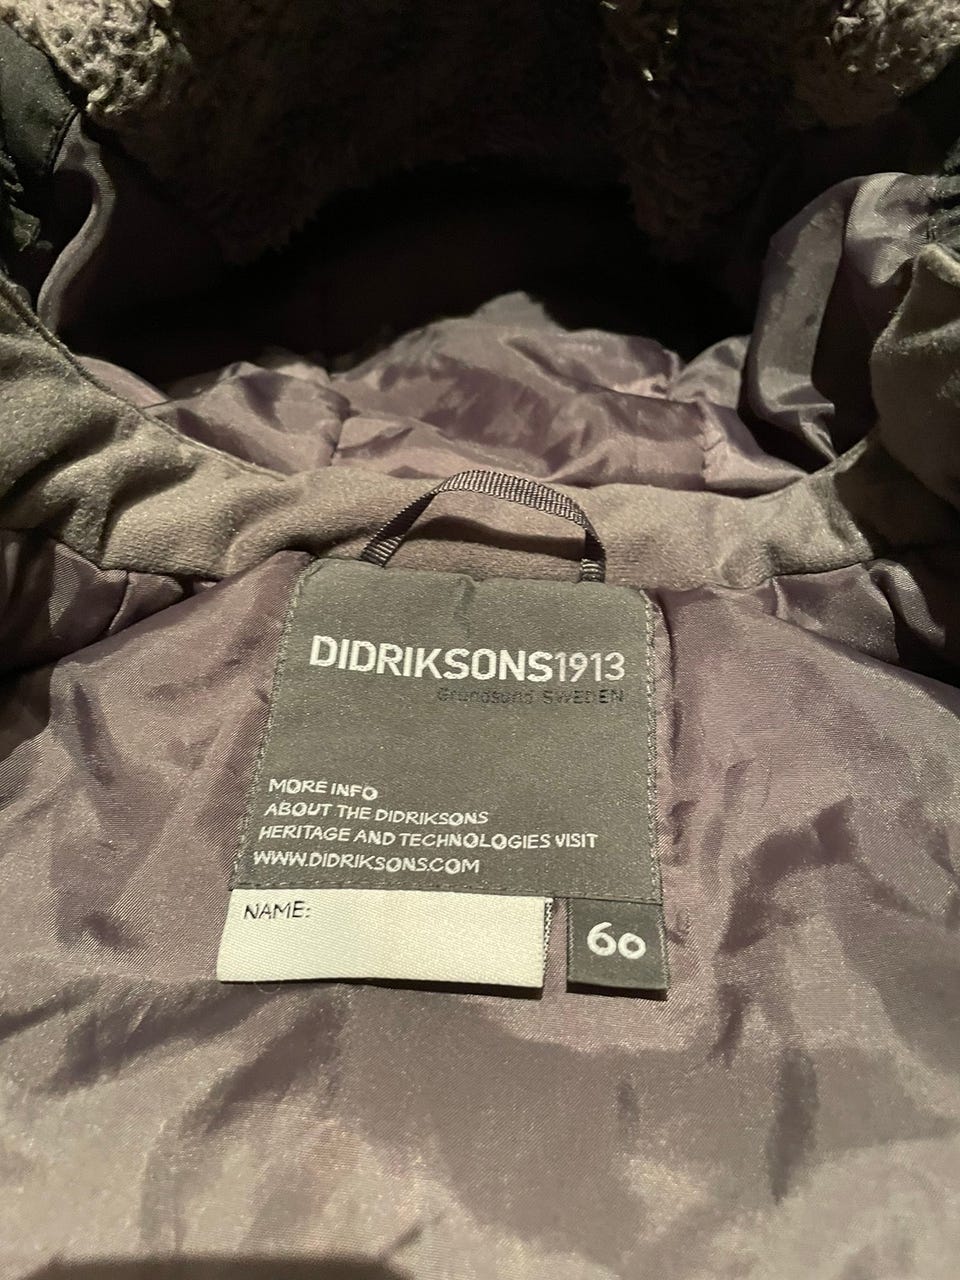 DIDRIKSONS1913
Grundsund SWEDEN
MORE INFO
ABOUT THE DIDRIKSONS
HERITAGE AND TECHNOLOGIES VISIT
WWW.DIDRIKSONS.COM
NAME:
60